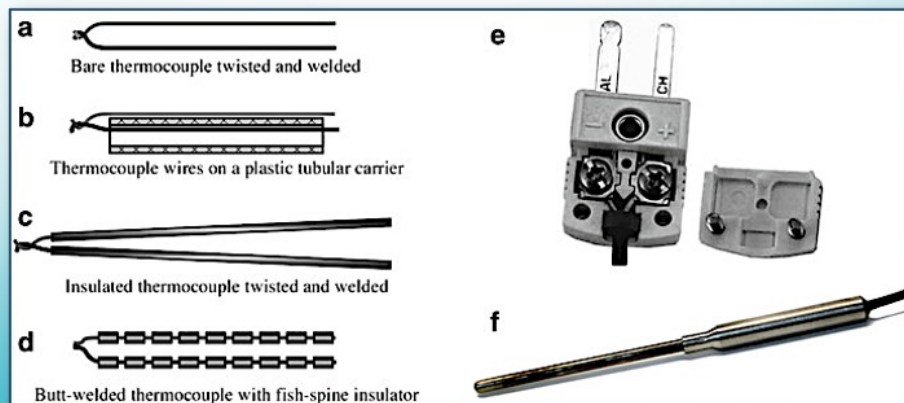 a
Bare thermocouple twisted and welded
b
Thermocouple wires on a plastic tubular carrier
c
Insulated thermocouple twisted and welded
d
Butt-welded thermocouple with fish-spine insulator
e
AL
CH
− +
f